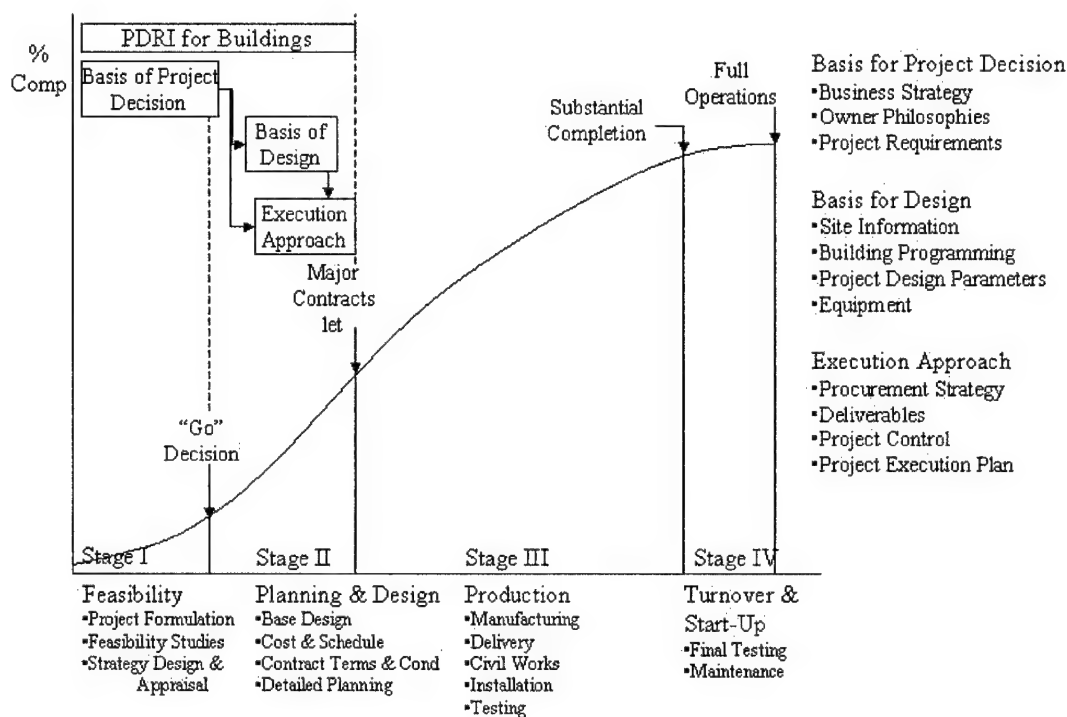 PDRI for Buildings
%
Comp
Basis of Project
Decision
Basis of
Design
Execution
Approach
Major
Contracts
let
"Go"
Decision
Substantial
Completion
Full
Operations
Basis for Project Decision
▪Business Strategy
▪Owner Philosophies
▪Project Requirements
Basis for Design
▪Site Information
▪Building Programming
▪Project Design Parameters
▪Equipment
Execution Approach
▪Procurement Strategy
▪Deliverables
▪Project Control
▪Project Execution Plan
Stage I
Stage II
Stage III
Stage IV
Feasibility
▪Project Formulation
▪Feasibility Studies
▪Strategy Design &
Appraisal
Planning & Design
▪Base Design
▪Cost & Schedule
▪Contract Terms & Cond
▪Detailed Planning
Production
▪Manufacturing
▪Delivery
▪Civil Works
▪Installation
▪Testing
Turnover &
Start-Up
▪Final Testing
▪Maintenance